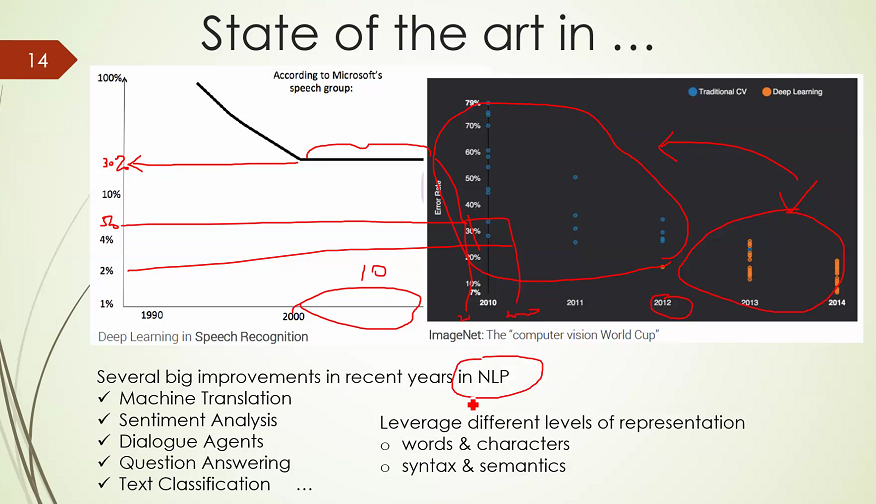 State of the art in ...
14
According to Microsoft's
speech group:
100%
30%
10%
5%
4%
2%
1%
10
1990
2000
Deep Learning in Speech Recognition
Traditional CV
Deep Learning
Error Rate
79%
70%
60%
50%
40%
30%
20%
10%
7%
2010
2011
2012
2013
2014
ImageNet: The "computer vision World Cup"
Several big improvements in recent years in NLP
✓ Machine Translation
✓ Sentiment Analysis
✓ Dialogue Agents
✓ Question Answering
✓ Text Classification ...
Leverage different levels of representation
o words & characters
o syntax & semantics